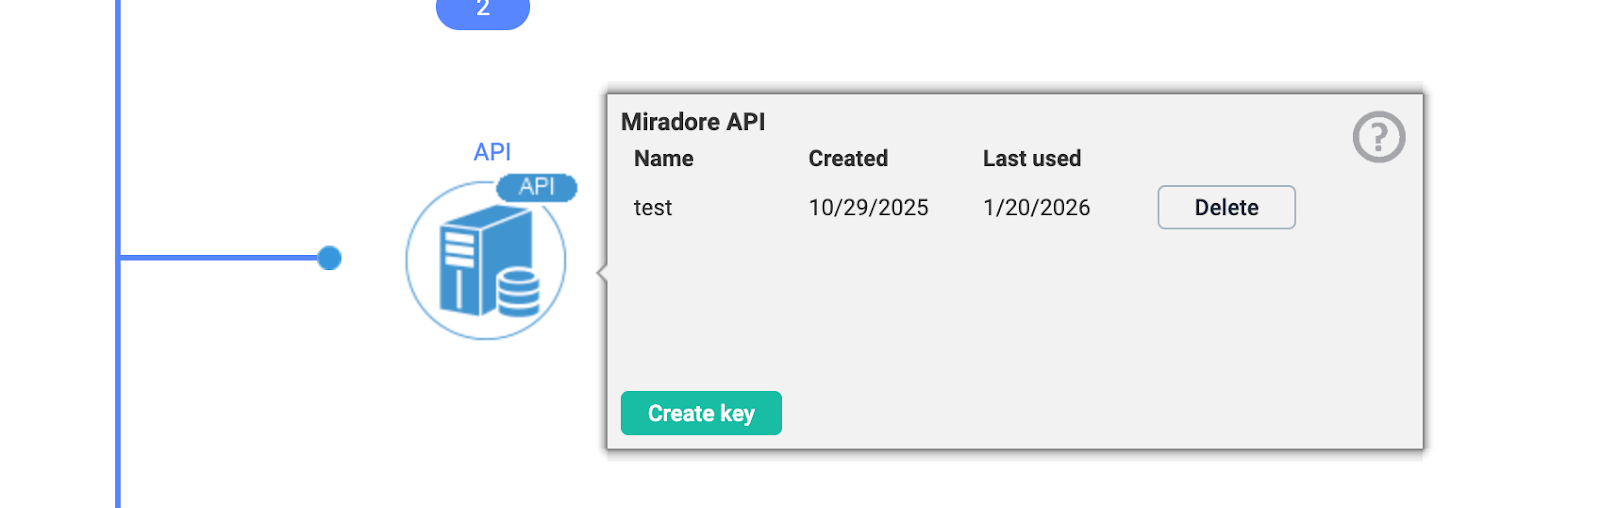 2
API
API
Miradore API
?
Name Created Last used
test 10/29/2025 1/20/2026 Delete
Create key